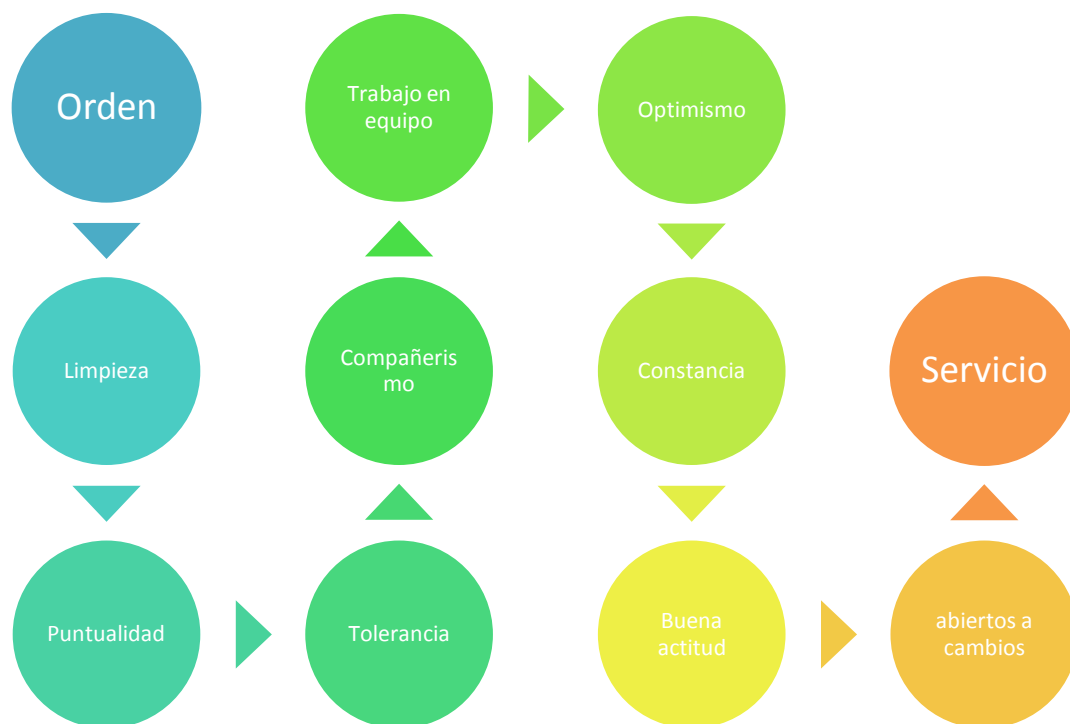 Orden
Limpieza
Puntualidad
Tolerancia
Compañeris
mo
Trabajo en
equipo
Optimismo
Constancia
Buena
actitud
abiertos a
cambios
Servicio